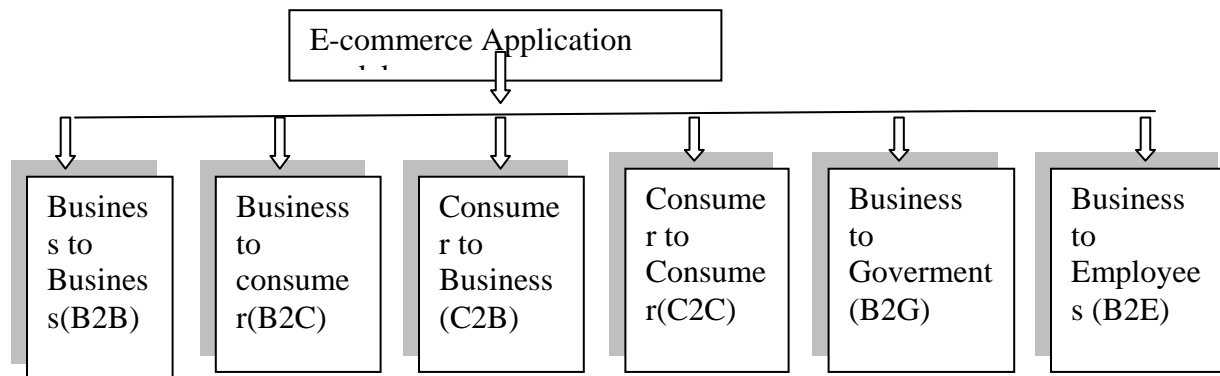 E-commerce Application
Busines
s to
Busines
s(B2B)
Business
to
consume
r(B2C)
Consume
r to
Business
(C2B)
Consume
r to
Consume
r(C2C)
Business
to
Goverment
(B2G)
Business
to
Employee
s (B2E)